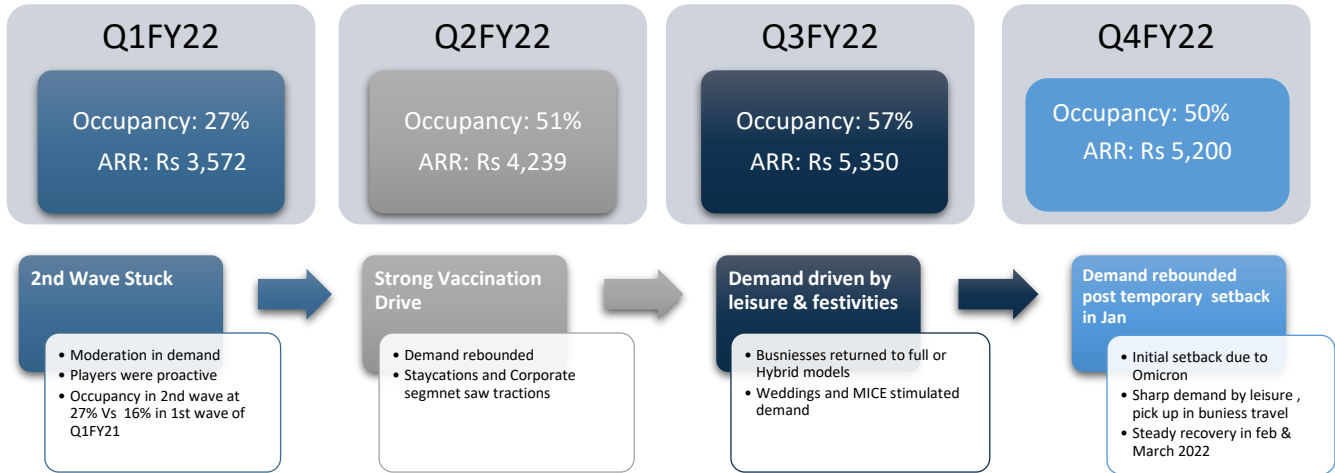 Q1FY22
Occupancy: 27%
ARR: Rs 3,572
Q2FY22
Occupancy: 51%
ARR: Rs 4,239
Q3FY22
Occupancy: 57%
ARR: Rs 5,350
Q4FY22
Occupancy: 50%
ARR: Rs 5,200
2nd Wave Stuck
• Moderation in demand
• Players were proactive
• Occupancy in 2nd wave at
27% Vs 16% in 1st wave of
Q1FY21
Strong Vaccination
Drive
• Demand rebounded
• Staycations and Corporate
segmnet saw tractions
Demand driven by
leisure & festivities
• Busniesses returned to full or
Hybrid models
• Weddings and MICE stimulated
demand
Demand rebounded
post temporary setback
in Jan
• Initial setback due to
Omicron
• Sharp demand by leisure ,
pick up in buniess travel
• Steady recovery in feb &
March 2022